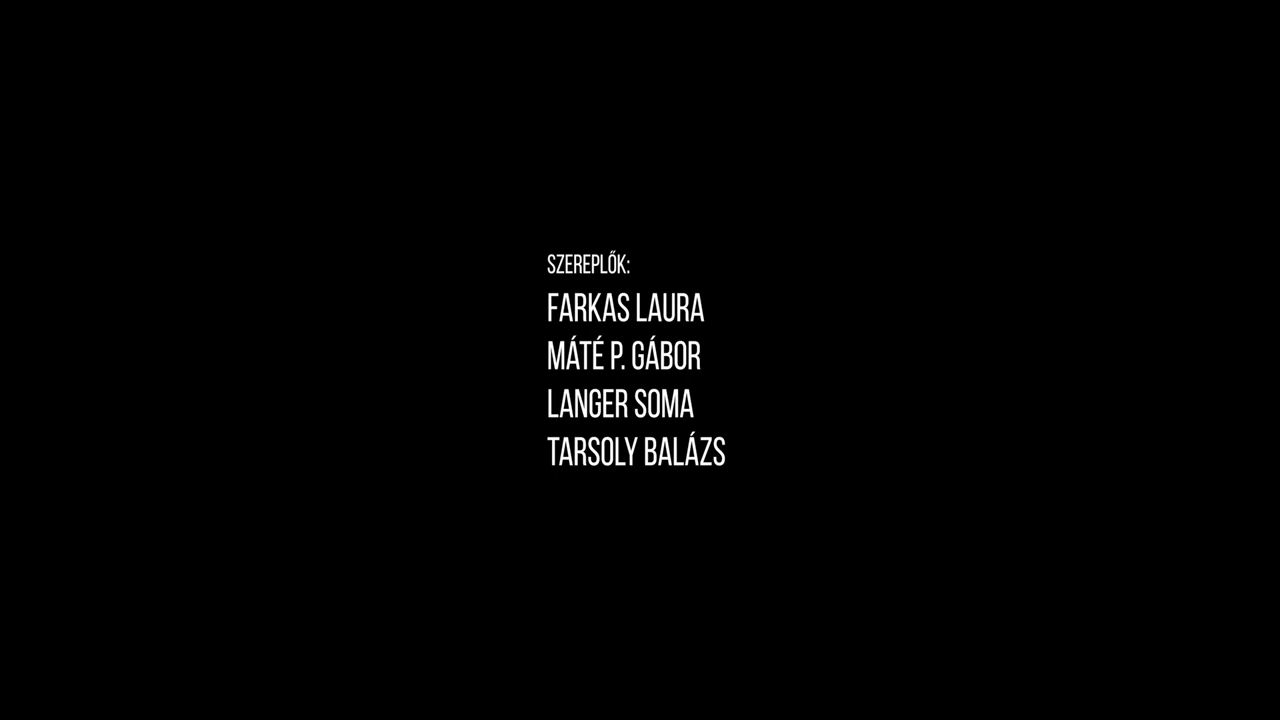 SZEREPLŐK:
FARKAS LAURA
MÁTÉ P. GÁBOR
LANGER SOMA
TARSOLY BALÁZS